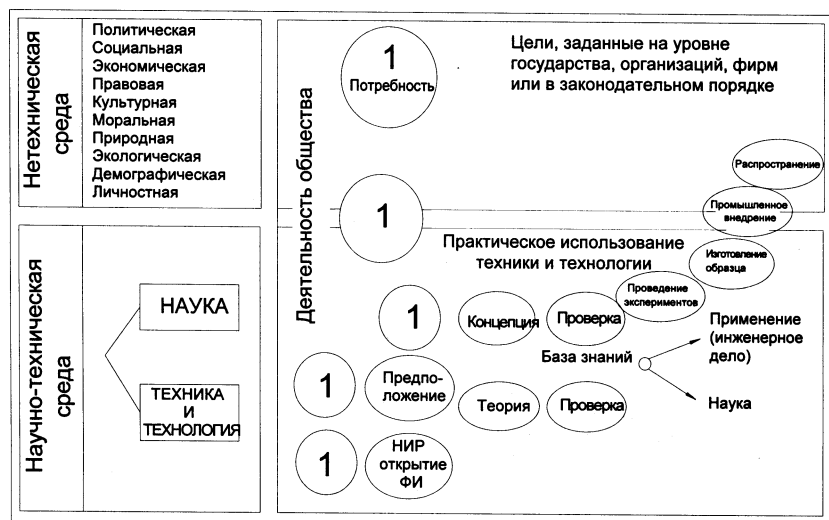 Нетехническая
среда
Политическая
Социальная
Экономическая
Правовая
Культурная
Моральная
Природная
Экологическая
Демографическая
Личностная
Научно-техническая
среда
НАУКА
ТЕХНИКА
И
ТЕХНОЛОГИЯ
Деятельность общества
1
Потребность
Цели, заданные на уровне
государства, организаций, фирм
или в законодательном порядке
Распространение
Промышленное
внедрение
1
Практическое использование
техники и технологии
Изготовление
образца
Проведение
экспериментов
1
Концепция
Проверка
База знаний
Применение
(инженерное
дело)
Наука
1
Предпо-
ложение
Теория
Проверка
1
НИР
открытие
ФИ